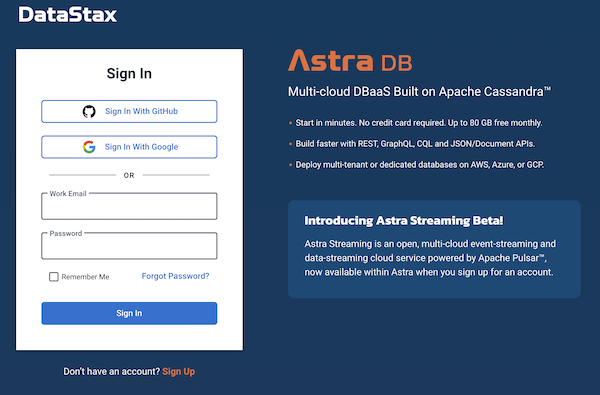 DataStax
Sign In
Sign In With GitHub
Sign In With Google
OR
Work Email
Password
Remember Me
Forgot Password?
Sign In
Don't have an account? Sign Up
Astra DB
Multi-cloud DBaaS Built on Apache Cassandra™
• Start in minutes. No credit card required. Up to 80 GB free monthly.
• Build faster with REST, GraphQL, CQL and JSON/Document APIs.
• Deploy multi-tenant or dedicated databases on AWS, Azure, or GCP.
Introducing Astra Streaming Beta!
Astra Streaming is an open, multi-cloud event-streaming and
data-streaming cloud service powered by Apache Pulsar™,
now available within Astra when you sign up for an account.